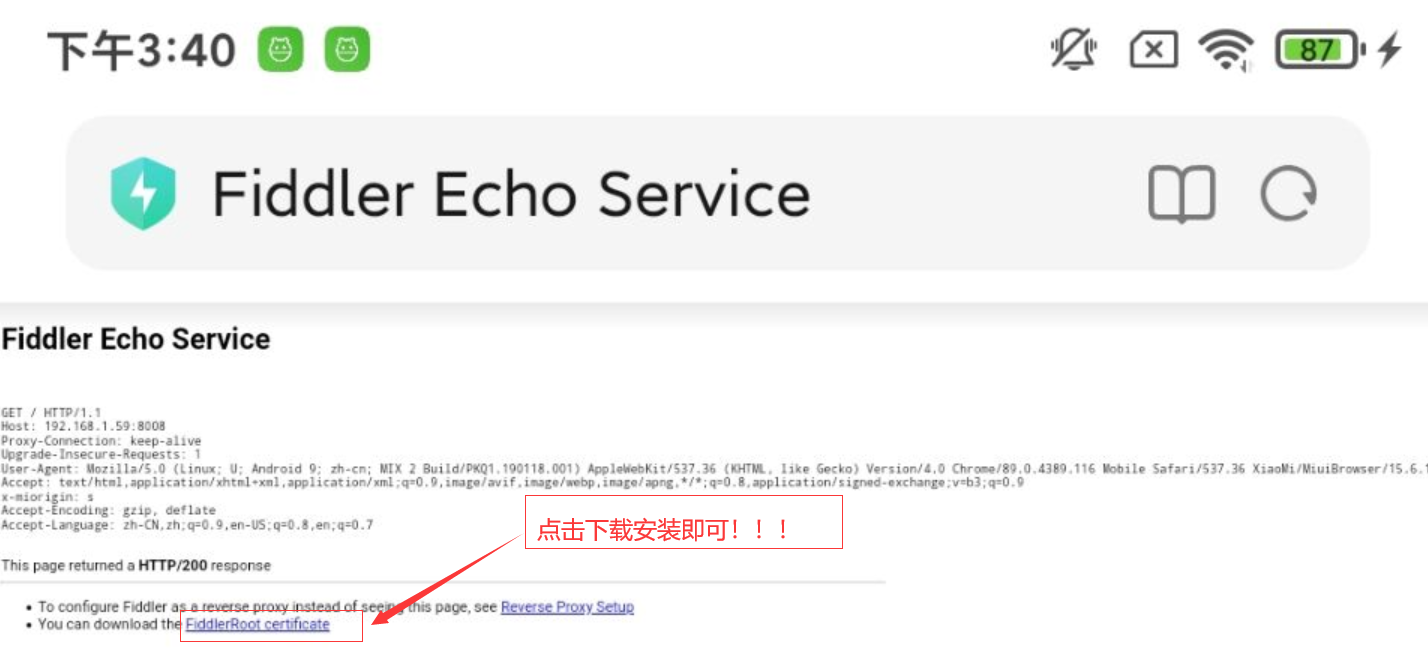 下午3:40
87
Fiddler Echo Service
Fiddler Echo Service
GET / HTTP/1.1
Host: 192.168.1.59:8008
Proxy-Connection: keep-alive
Upgrade-Insecure-Requests: 1
User-Agent: Mozilla/5.0 (Linux; U; Android 9; zh-cn; MIX 2 Build/PKQ1.190118.001) AppleWebKit/537.36 (KHTML, like Gecko) Version/4.0 Chrome/89.0.4389.116 Mobile Safari/537.36 XiaoMi/MiuiBrowser/15.6.1
Accept: text/html,application/xhtml+xml,application/xml;q=0.9,image/avif,image/webp,image/apng,*/*;q=0.8,application/signed-exchange;v=b3;q=0.9
x-miorigin: s
Accept-Encoding: gzip, deflate
Accept-Language: zh-CN,zh;q=0.9,en-US;q=0.8,en;q=0.7
点击下载安装即可！！！
This page returned a HTTP/200 response
• To configure Fiddler as a reverse proxy instead of seeing this page, see Reverse Proxy Setup
• You can download the FiddlerRoot certificate